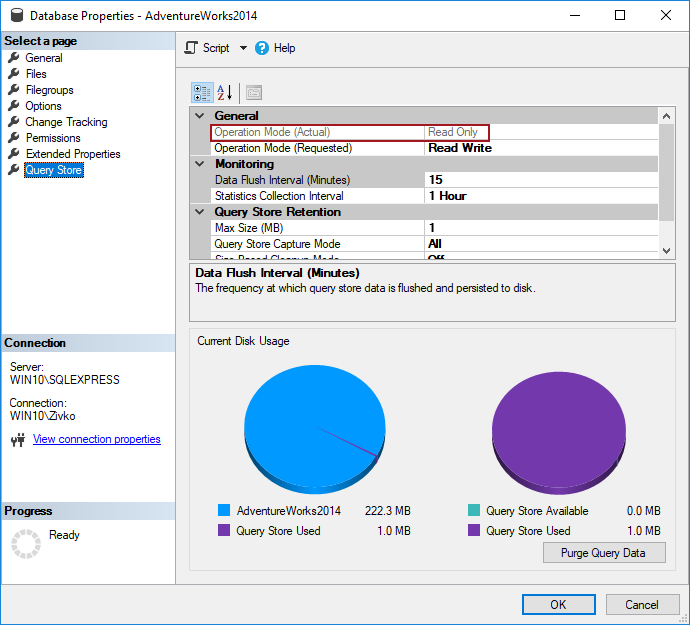 Database Properties - AdventureWorks2014
Select a page
General
Files
Filegroups
Options
Change Tracking
Permissions
Extended Properties
Query Store
Connection
Server:
WIN10\SQLEXPRESS
Connection:
WIN10\Zivko
View connection properties
Progress
Ready
Script
Help
General
Operation Mode (Actual) Read Only
Operation Mode (Requested) Read Write
Monitoring
Data Flush Interval (Minutes) 15
Statistics Collection Interval 1 Hour
Query Store Retention
Max Size (MB) 1
Query Store Capture Mode All
Size Based Cleanup Mode Off
Data Flush Interval (Minutes)
The frequency at which query store data is flushed and persisted to disk.
Current Disk Usage
AdventureWorks2014 222.3 MB
Query Store Used 1.0 MB
Query Store Available 0.0 MB
Query Store Used 1.0 MB
Purge Query Data
OK Cancel